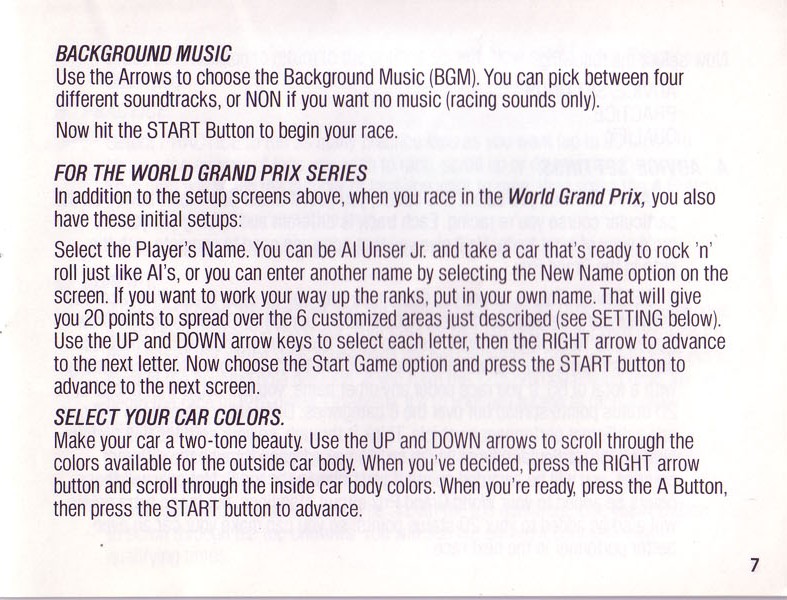 BACKGROUND MUSIC
Use the Arrows to choose the Background Music (BGM). You can pick between four
different soundtracks, or NON if you want no music (racing sounds only).
Now hit the START Button to begin your race.
FOR THE WORLD GRAND PRIX SERIES
In addition to the setup screens above, when you race in the World Grand Prix, you also
have these initial setups:
Select the Player's Name. You can be Al Unser Jr. and take a car that's ready to rock 'n'
roll just like Al's, or you can enter another name by selecting the New Name option on the
screen. If you want to work your way up the ranks, put in your own name. That will give
you 20 points to spread over the 6 customized areas just described (see SETTING below).
Use the UP and DOWN arrow keys to select each letter, then the RIGHT arrow to advance
to the next letter. Now choose the Start Game option and press the START button to
advance to the next screen.
SELECT YOUR CAR COLORS.
Make your car a two-tone beauty. Use the UP and DOWN arrows to scroll through the
colors available for the outside car body. When you've decided, press the RIGHT arrow
button and scroll through the inside car body colors. When you're ready, press the A Button,
then press the START button to advance.
7